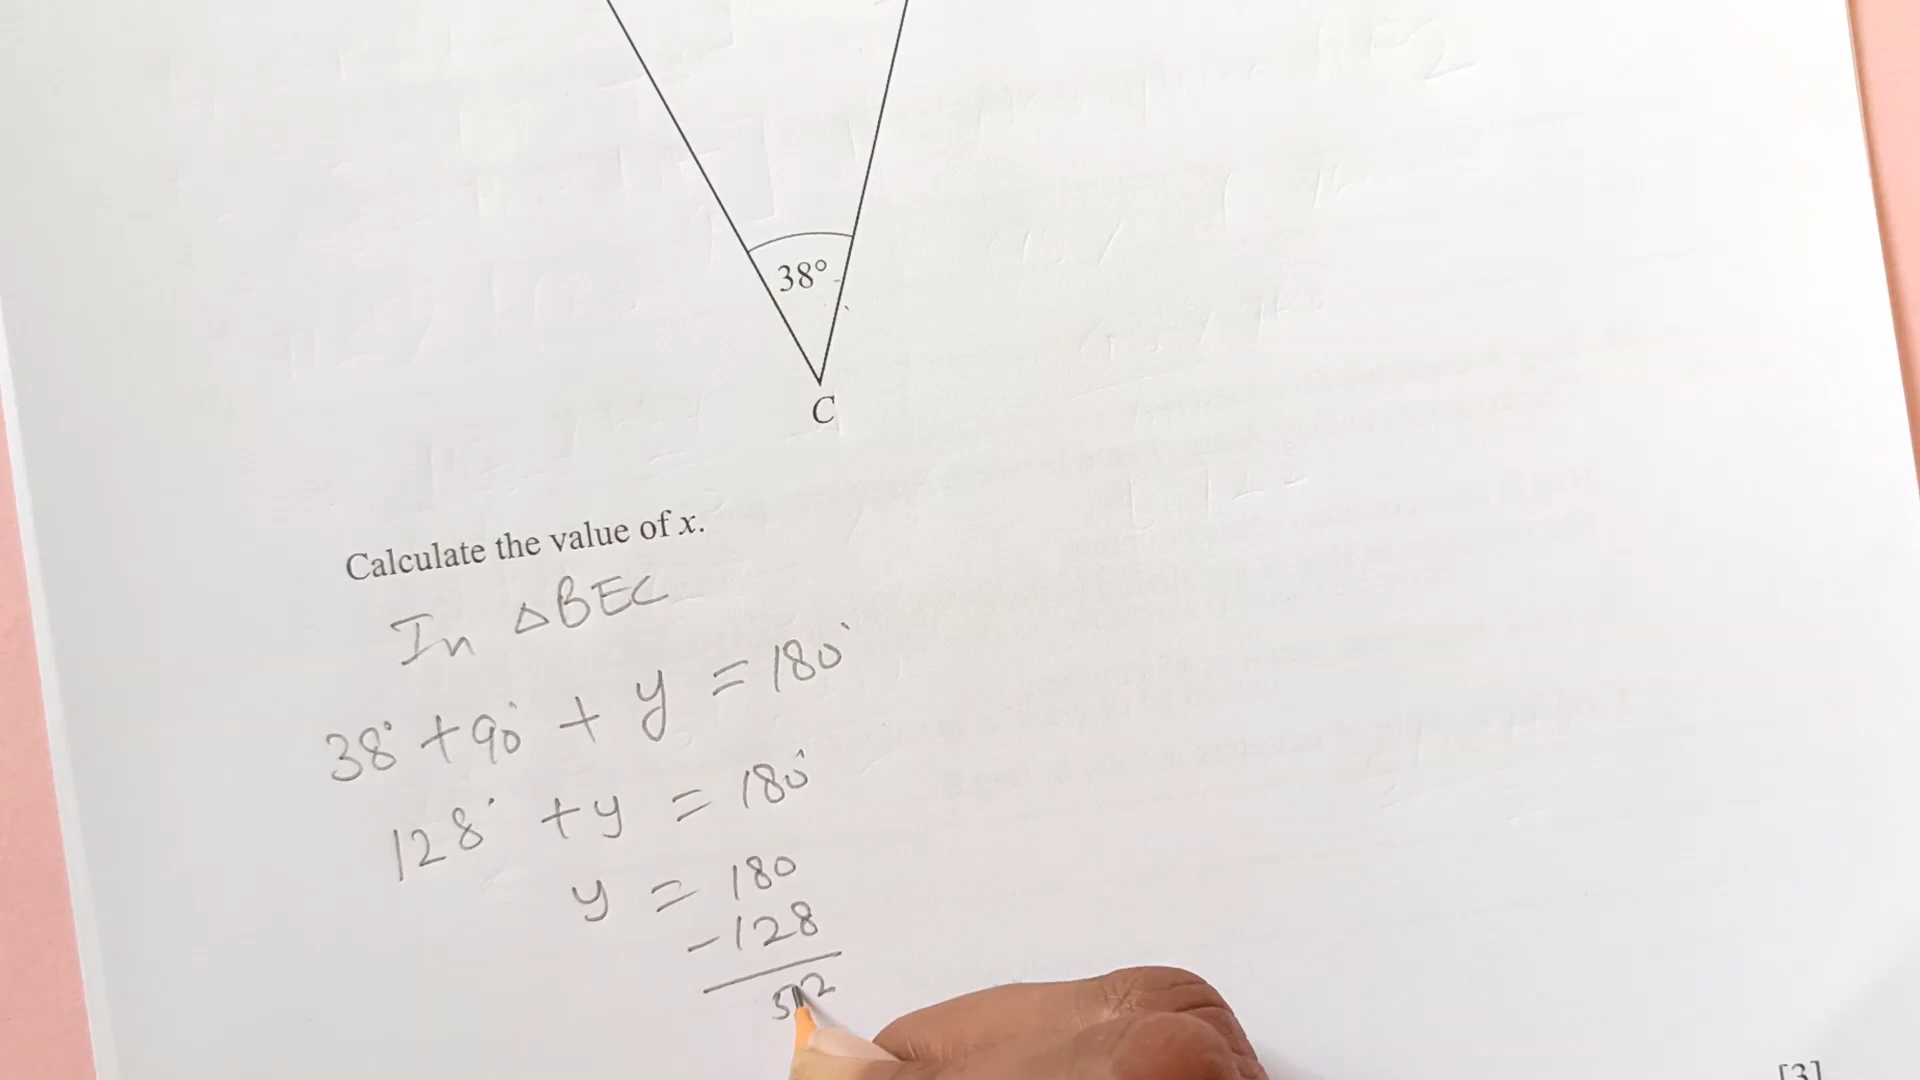 38°
C
Calculate the value of x.
In △BEC
38° + 90° + y = 180°
128° + y = 180°
y = 180
- 128
52
[3]